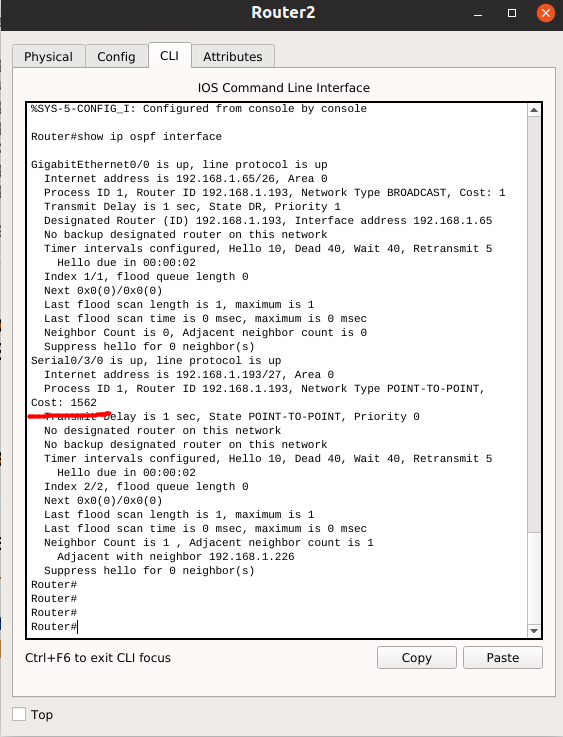 Router2
Physical Config CLI Attributes
IOS Command Line Interface
%SYS-5-CONFIG_I: Configured from console by console
Router#show ip ospf interface
GigabitEthernet0/0 is up, line protocol is up
Internet address is 192.168.1.65/26, Area 0
Process ID 1, Router ID 192.168.1.193, Network Type BROADCAST, Cost: 1
Transmit Delay is 1 sec, State DR, Priority 1
Designated Router (ID) 192.168.1.193, Interface address 192.168.1.65
No backup designated router on this network
Timer intervals configured, Hello 10, Dead 40, Wait 40, Retransmit 5
Hello due in 00:00:02
Index 1/1, flood queue length 0
Next 0x0(0)/0x0(0)
Last flood scan length is 1, maximum is 1
Last flood scan time is 0 msec, maximum is 0 msec
Neighbor Count is 0, Adjacent neighbor count is 0
Suppress hello for 0 neighbor(s)
Serial0/3/0 is up, line protocol is up
Internet address is 192.168.1.193/27, Area 0
Process ID 1, Router ID 192.168.1.193, Network Type POINT-TO-POINT,
Cost: 1562
Transmit Delay is 1 sec, State POINT-TO-POINT, Priority 0
No designated router on this network
No backup designated router on this network
Timer intervals configured, Hello 10, Dead 40, Wait 40, Retransmit 5
Hello due in 00:00:02
Index 2/2, flood queue length 0
Next 0x0(0)/0x0(0)
Last flood scan length is 1, maximum is 1
Last flood scan time is 0 msec, maximum is 0 msec
Neighbor Count is 1 , Adjacent neighbor count is 1
Adjacent with neighbor 192.168.1.226
Suppress hello for 0 neighbor(s)
Router#
Router#
Router#
Router#
Ctrl+F6 to exit CLI focus Copy Paste
Top